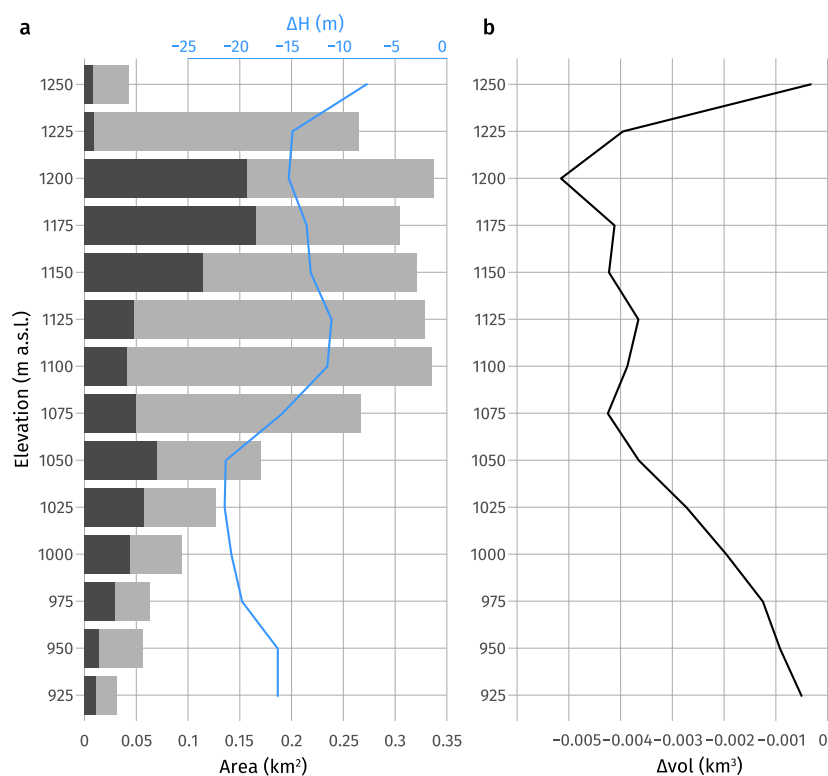 a
ΔH (m)
b
−25 −20 −15 −10 −5 0
1250 1250
1225 1225
1200 1200
1175 1175
1150 1150
1125 1125
1100 1100
1075 1075
1050 1050
1025 1025
1000 1000
975 975
950 950
925 925
Elevation (m a.s.l.)
0 0.05 0.1 0.15 0.2 0.25 0.3 0.35
−0.005 −0.004 −0.003 −0.002 −0.001 0
Area (km²)
Δvol (km³)